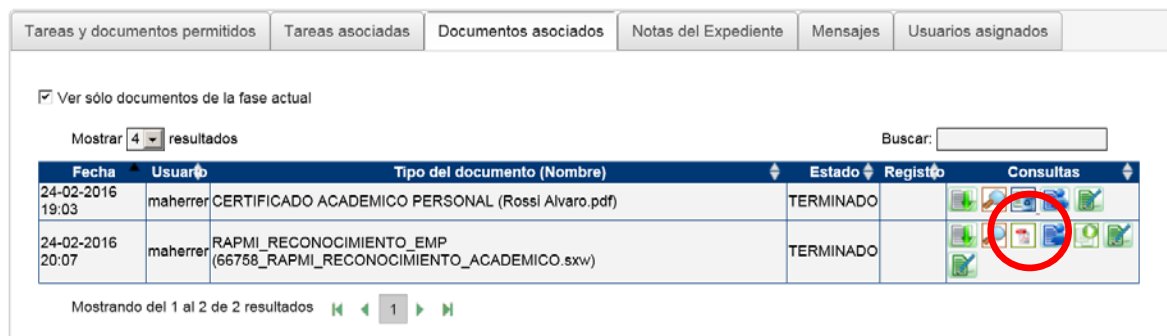 Tareas y documentos permitidos Tareas asociadas Documentos asociados Notas del Expediente Mensajes Usuarios asignados
Ver sólo documentos de la fase actual
Mostrar 4 resultados Buscar:
Fecha Usuario Tipo del documento (Nombre) Estado Registro Consultas
24-02-2016
19:03
maherrer CERTIFICADO ACADEMICO PERSONAL (Rossi Alvaro.pdf) TERMINADO
24-02-2016
20:07
maherrer RAPMI_RECONOCIMIENTO_EMP
(66758_RAPMI_RECONOCIMIENTO_ACADEMICO.sxw) TERMINADO
Mostrando del 1 al 2 de 2 resultados 1